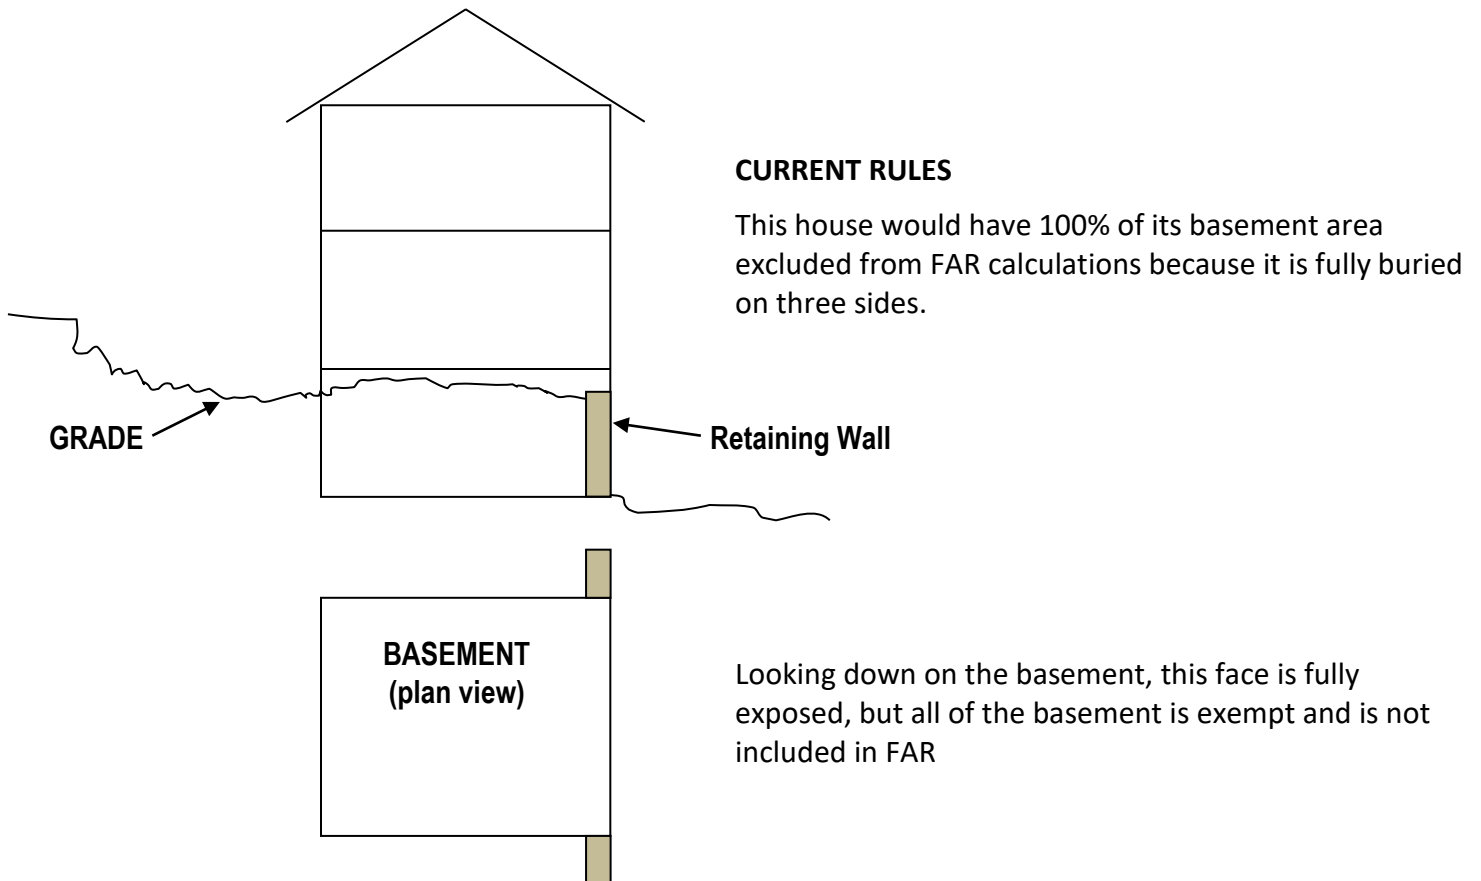 CURRENT RULES
This house would have 100% of its basement area
excluded from FAR calculations because it is fully buried
on three sides.
GRADE
Retaining Wall
BASEMENT
(plan view)
Looking down on the basement, this face is fully
exposed, but all of the basement is exempt and is not
included in FAR